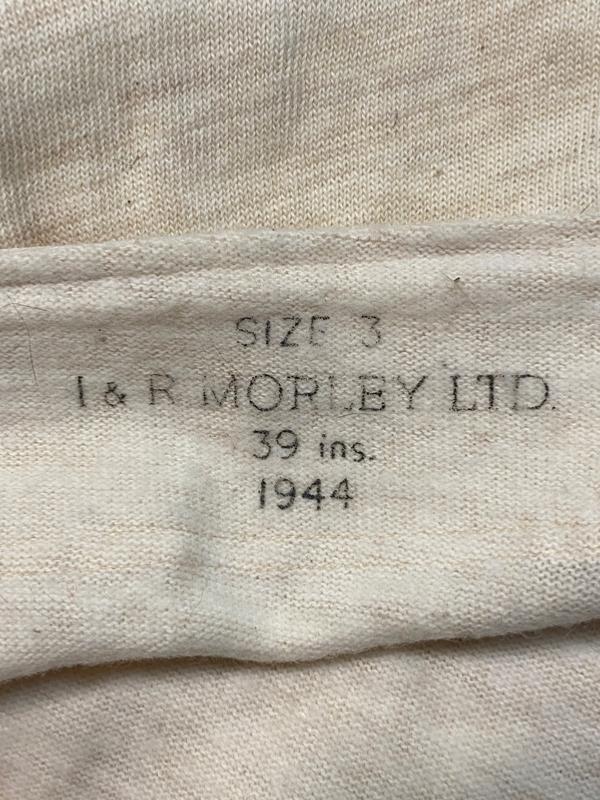 SIZE 3
I & R MORLEY LTD.
39 ins.
1944